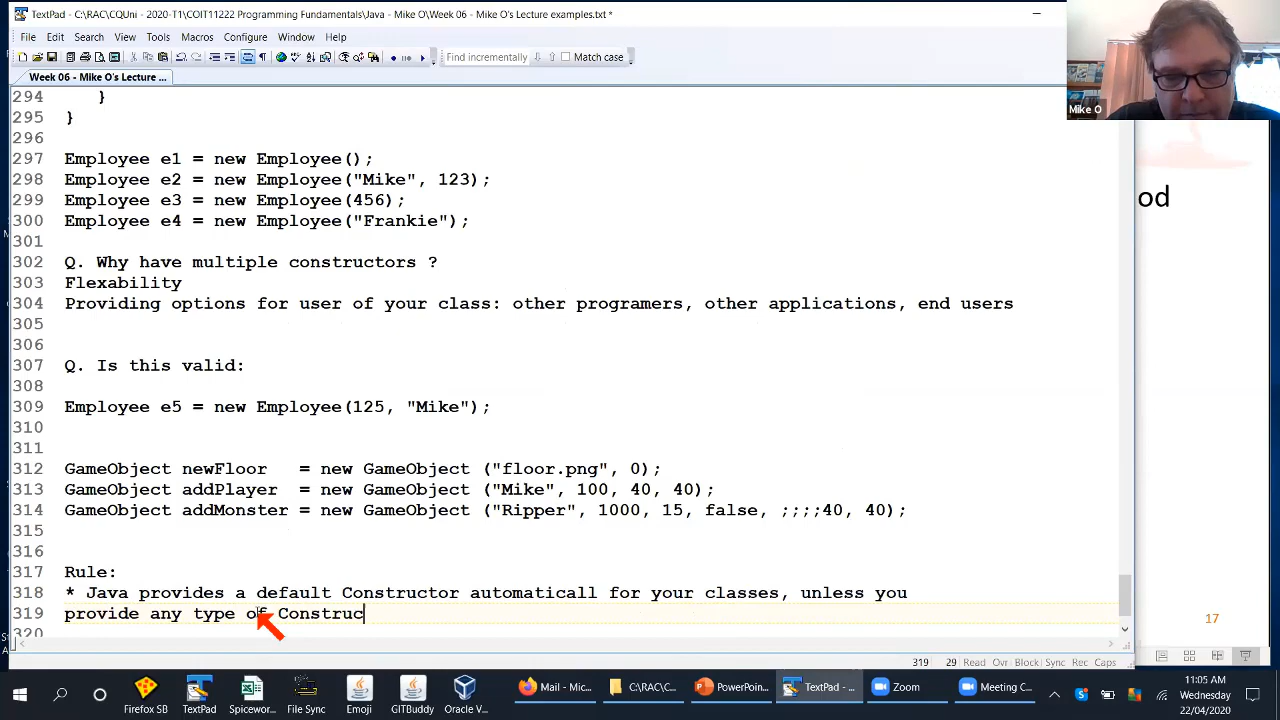 TextPad - C:\RAC\CQUni - 2020-T1\COIT11222 Programming Fundamentals\Java - Mike O\Week 06 - Mike O's Lecture examples.txt *
File Edit Search View Tools Macros Configure Window Help
Find incrementally Match case
Week 06 - Mike O's Lecture ...
Mike O
294 }
295 }
296
297 Employee e1 = new Employee();
298 Employee e2 = new Employee("Mike", 123);
299 Employee e3 = new Employee(456);
300 Employee e4 = new Employee("Frankie");
301
302 Q. Why have multiple constructors ?
303 Flexability
304 Providing options for user of your class: other programers, other applications, end users
305
306
307 Q. Is this valid:
308
309 Employee e5 = new Employee(125, "Mike");
310
311
312 GameObject newFloor = new GameObject ("floor.png", 0);
313 GameObject addPlayer = new GameObject ("Mike", 100, 40, 40);
314 GameObject addMonster = new GameObject ("Ripper", 1000, 15, false, ;;;;40, 40);
315
316
317 Rule:
318 * Java provides a default Constructor automaticall for your classes, unless you
319 provide any type of Construc
320
od
17
319 29 Read Ovr Block Sync Rec Caps
Firefox SB TextPad Spicewor... File Sync Emoji GITBuddy Oracle V...
Mail - Mic... C:\RAC\C... PowerPoin... TextPad - ... Zoom Meeting C...
11:05 AM
Wednesday
22/04/2020